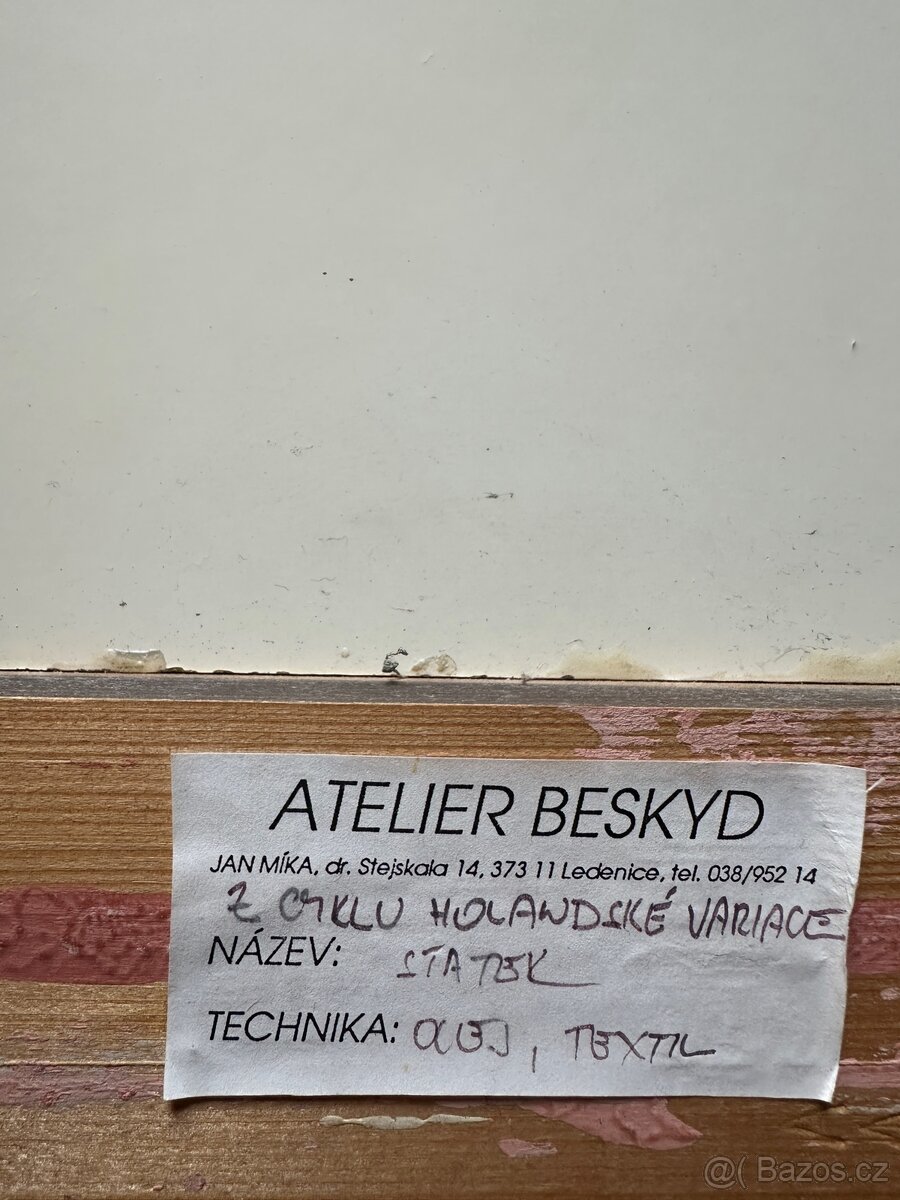 ATELIER BESKYD
JAN MÍKA, dr. Stejskala 14, 373 11 Ledenice, tel. 038/952 14
Z CYKLU HOLANDSKÉ VARIACE
NÁZEV: STATEK
TECHNIKA: OLEJ, TEXTIL
@( Bazos.cz